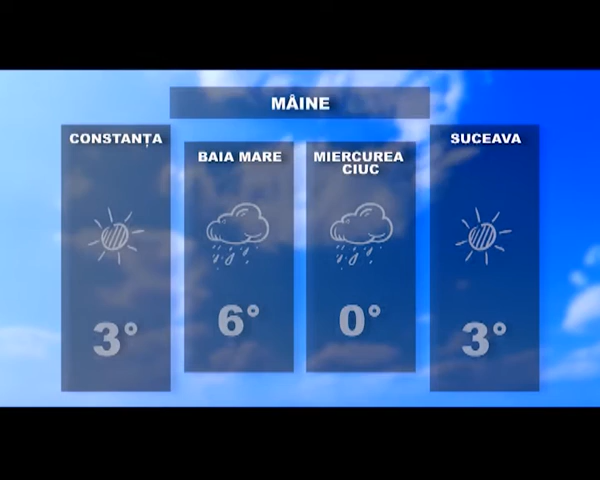 MÂINE
CONSTANȚA
3°
BAIA MARE
6°
MIERCUREA
CIUC
0°
SUCEAVA
3°